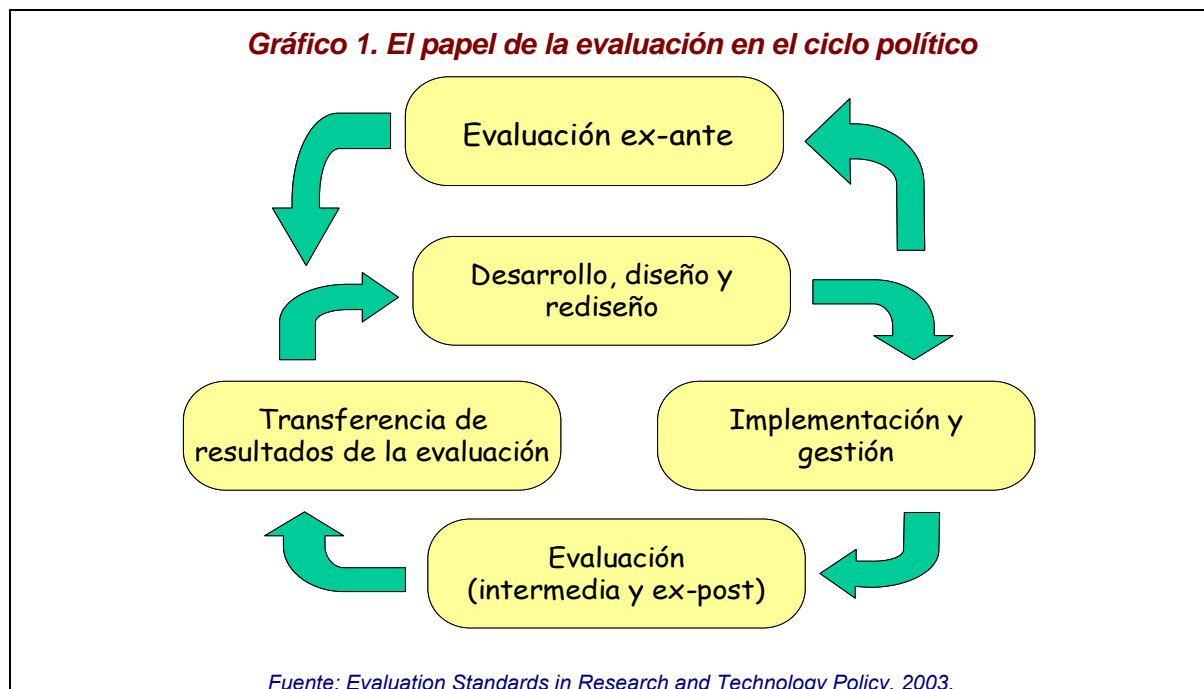 Gráfico 1. El papel de la evaluación en el ciclo político
Evaluación ex-ante
Desarrollo, diseño y
rediseño
Transferencia de
resultados de la evaluación
Implementación y
gestión
Evaluación
(intermedia y ex-post)
Fuente: Evaluation Standards in Research and Technology Policy, 2003.